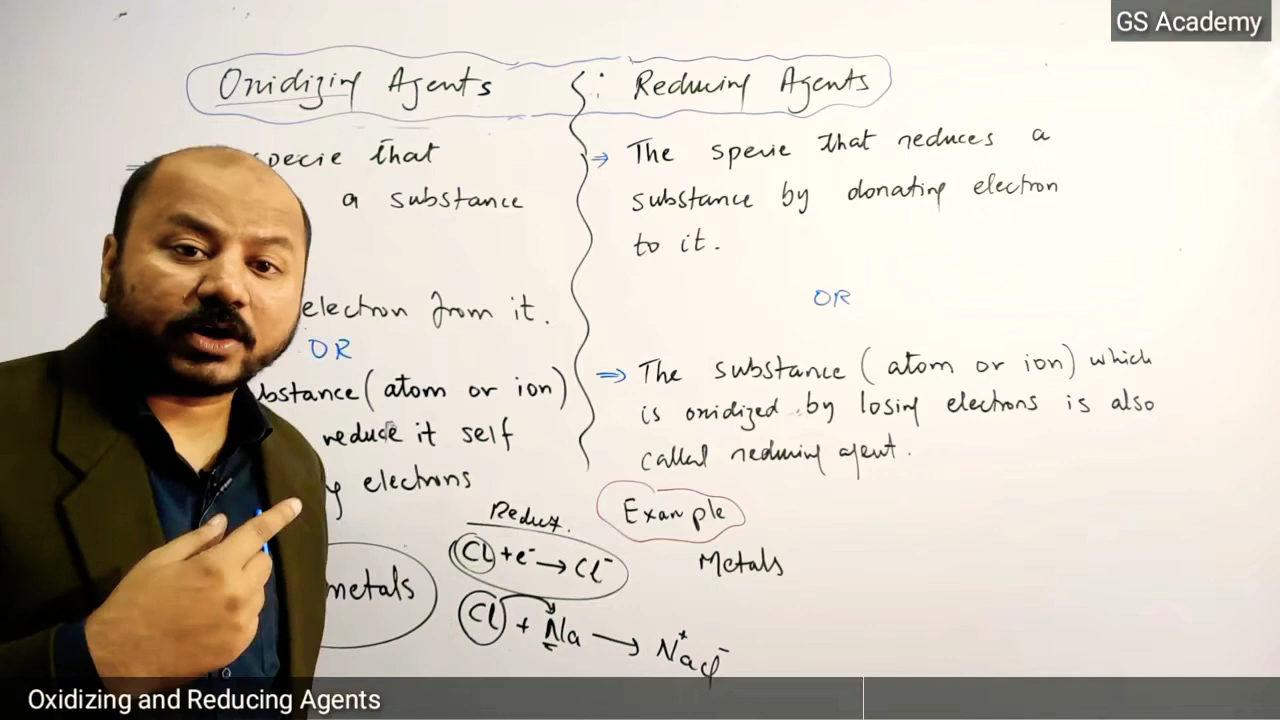 GS Academy
Onidizing Agents : Reducing Agents
specie that
a substance
electron from it.
OR
bstance (atom or ion)
reduce it self
y electrons
metals
⇒ The specie that reduces a
substance by donating electron
to it.
OR
⇒ The substance (atom or ion) which
is onidized by losing electrons is also
called reducing agent.
Example
Metals
Redux.
Cl + e⁻ → Cl⁻
Cl + Na → Na⁺Cl⁻
Oxidizing and Reducing Agents